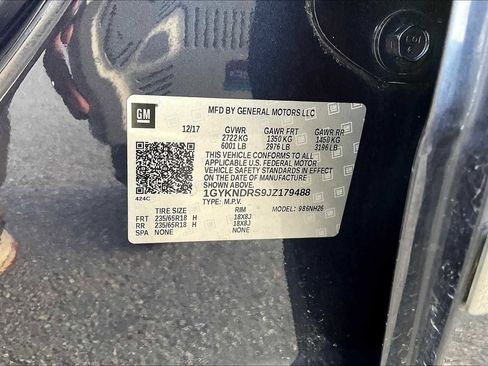 GM
MFD BY GENERAL MOTORS LLC
12/17 GVWR GAWR FRT GAWR RR
2722 KG 1350 KG 1450 KG
6001 LB 2976 LB 3196 LB
THIS VEHICLE CONFORMS TO ALL APPLICABLE
U.S. FEDERAL MOTOR
VEHICLE SAFETY STANDARDS IN EFFECT
ON THE DATE OF MANUFACTURE
SHOWN ABOVE.
1GYKNDRS9JZ179488
424C TYPE: M.P.V.
TIRE SIZE RIM MODEL: 986NH26
FRT 235/65R18 H 18X8J
RR 235/65R18 H 18X8J
SPA NONE NONE